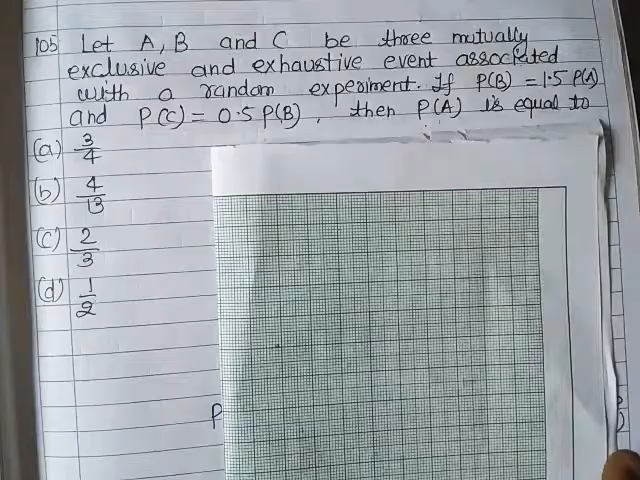 105 Let A, B and C be three mutually
exclusive and exhaustive event associated
with a random experiment. If P(B) = 1.5 P(A)
and P(C) = 0.5 P(B), then P(A) is equal to
(a) 3/4
(b) 4/13
(c) 2/3
(d) 1/2
P